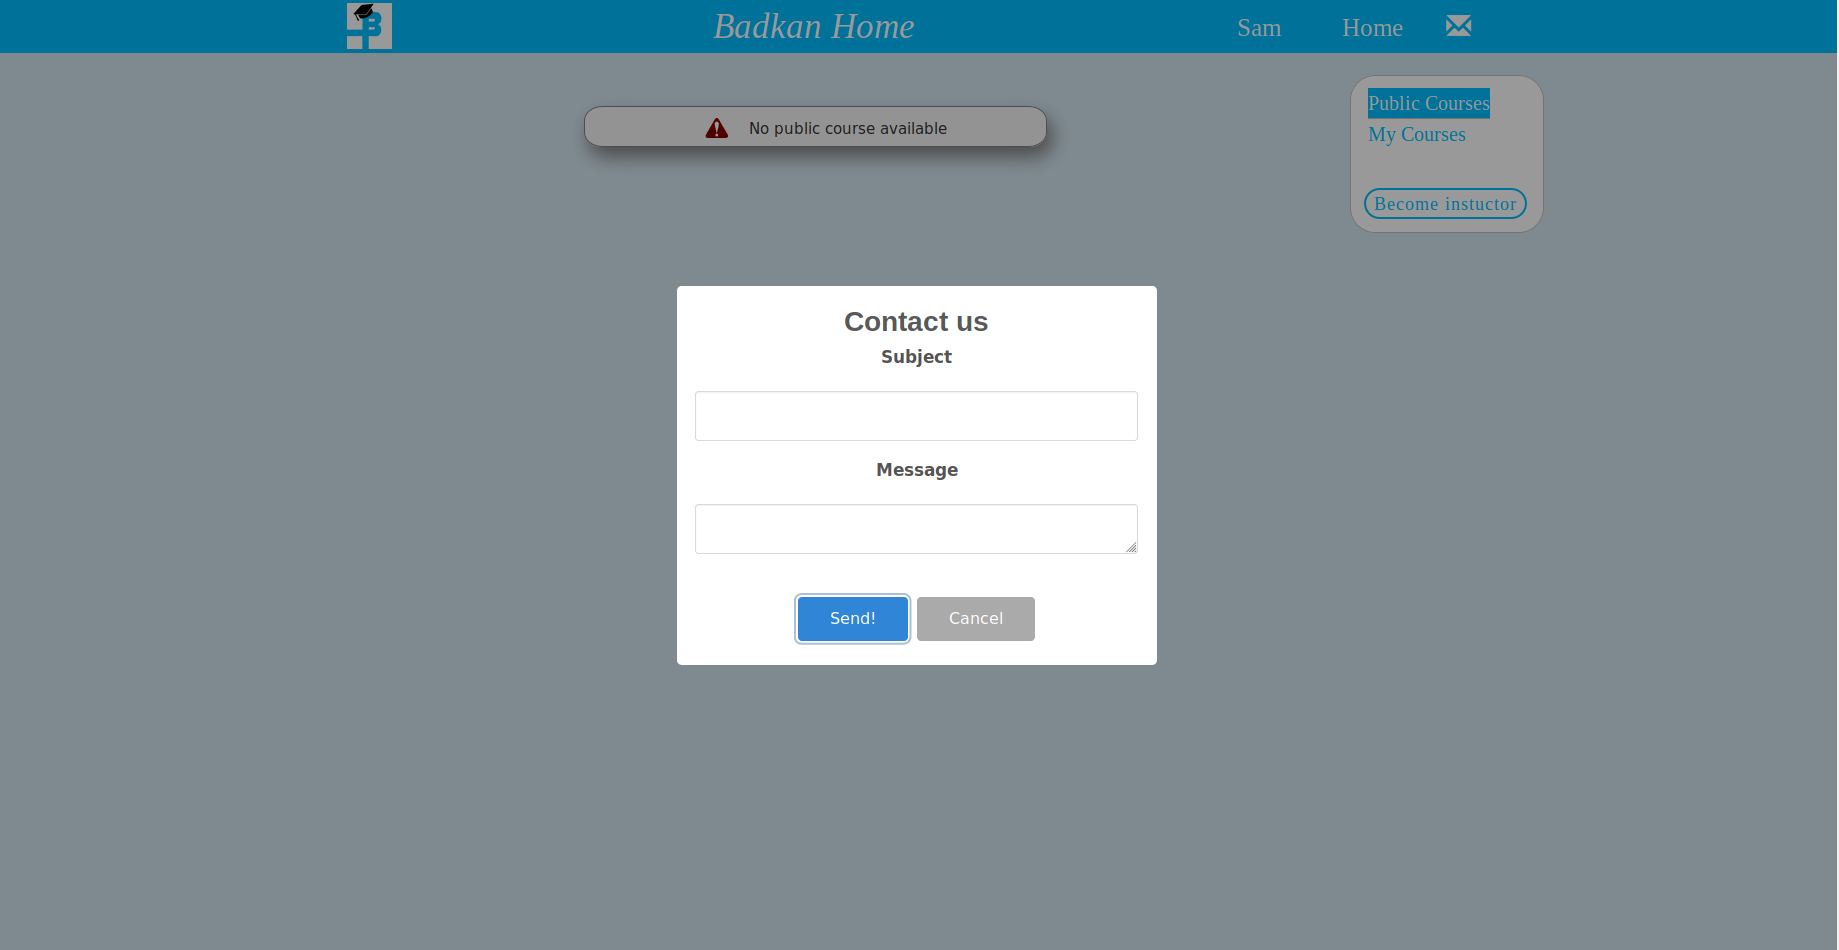 B
Badkan Home
Sam
Home
No public course available
Public Courses
My Courses
Become instuctor
Contact us
Subject
Message
Send!
Cancel